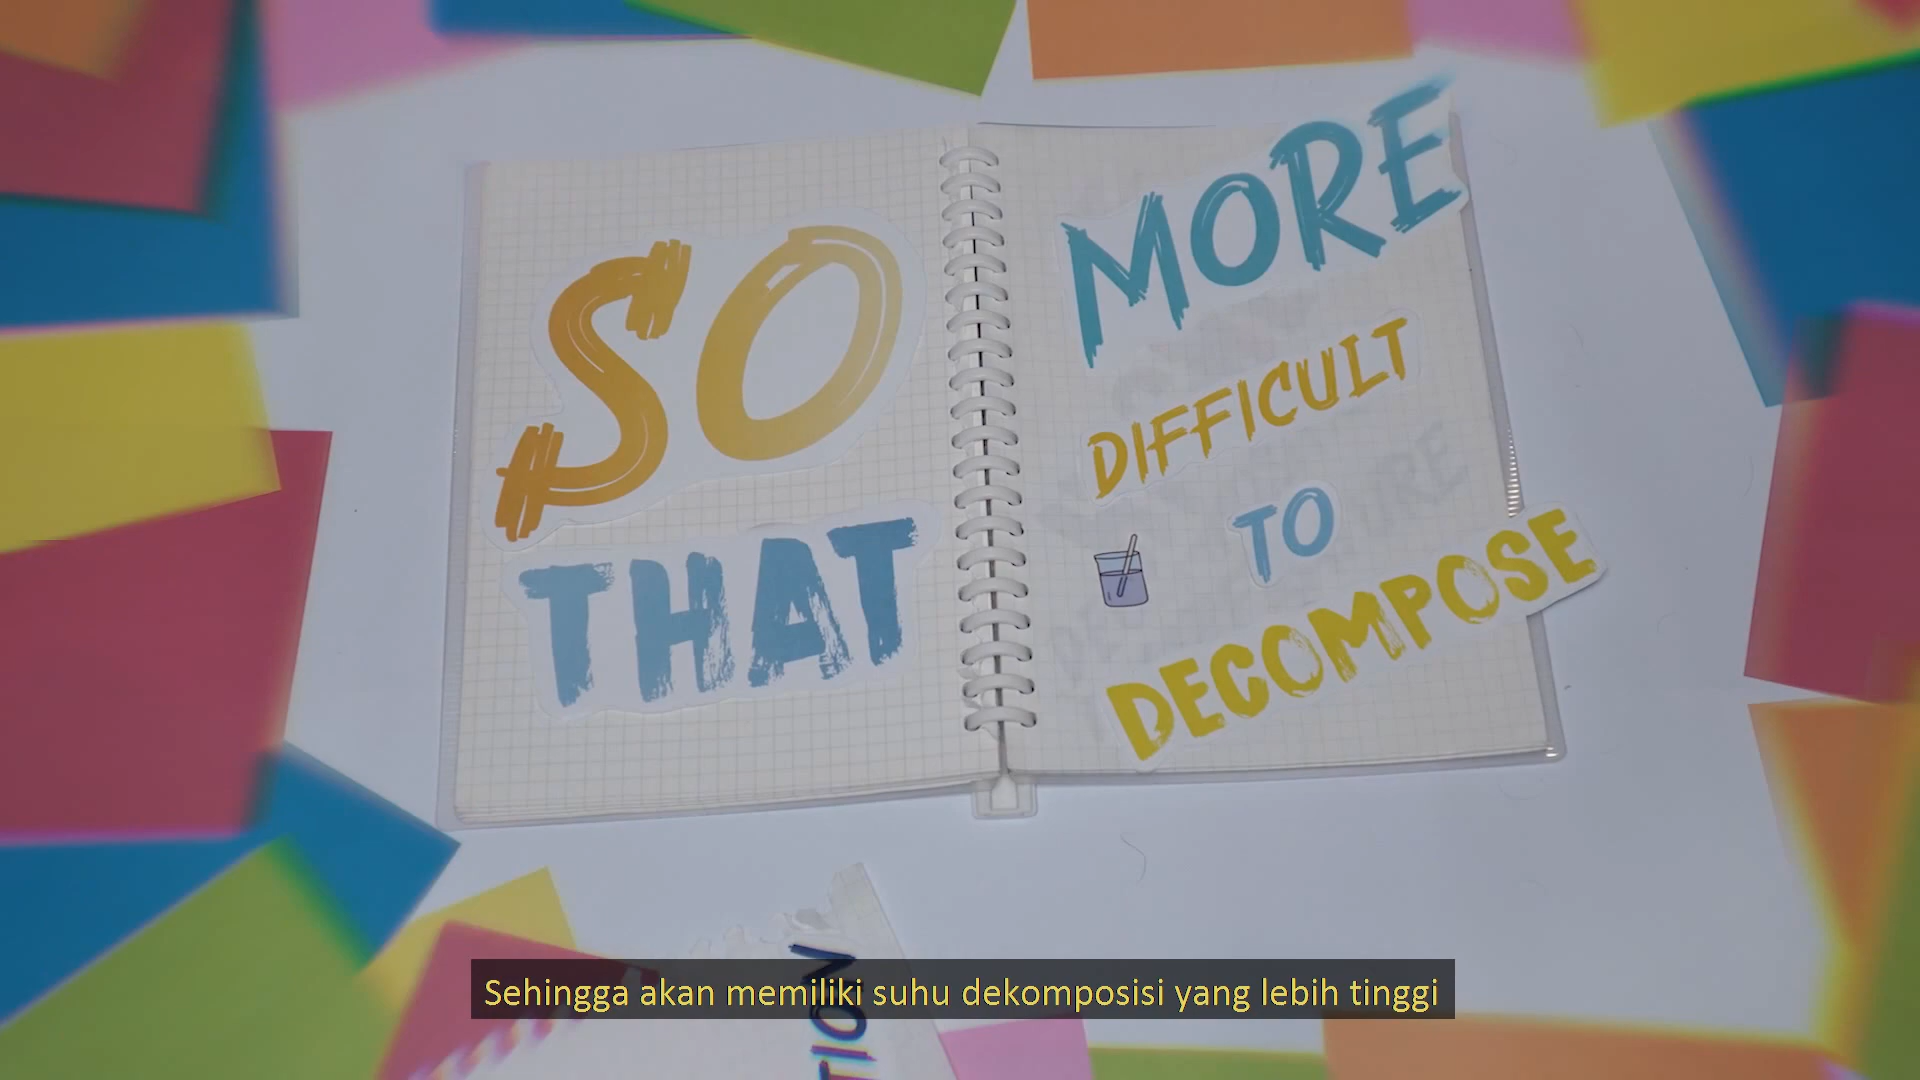 SO
THAT
MORE
DIFFICULT
TO
DECOMPOSE
Sehingga akan memiliki suhu dekomposisi yang lebih tinggi